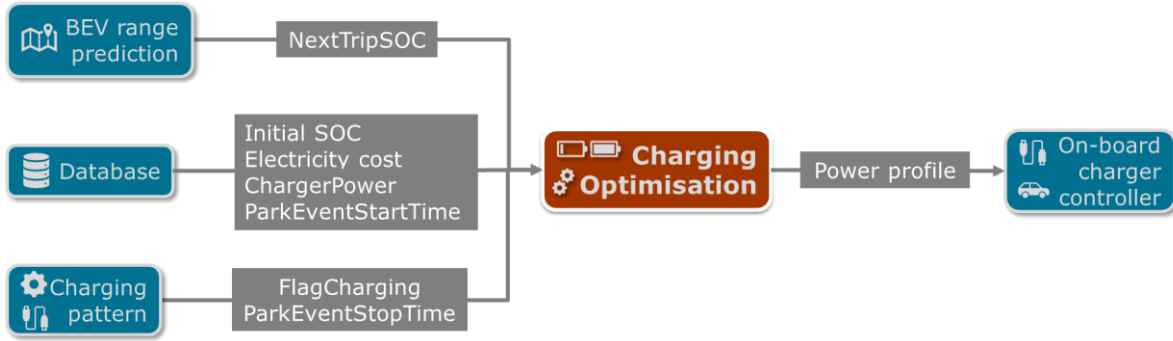 BEV range
prediction
NextTripSOC
Database
Initial SOC
Electricity cost
ChargerPower
ParkEventStartTime
Charging
pattern
FlagCharging
ParkEventStopTime
Charging
Optimisation
Power profile
On-board
charger
controller